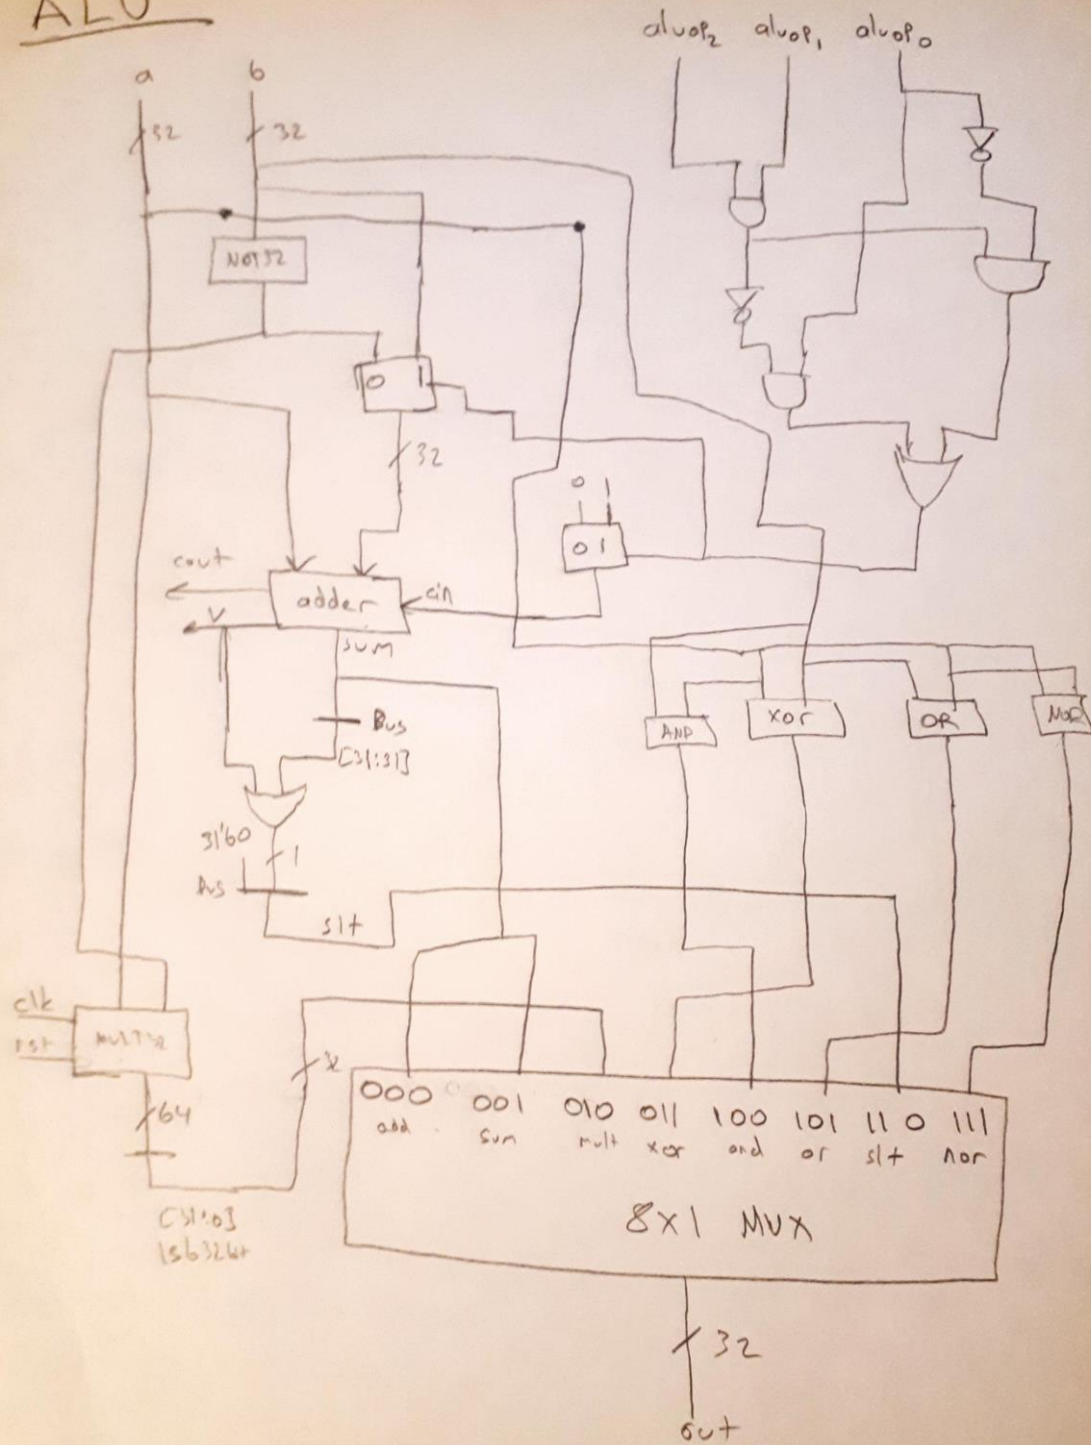 ALU
aluop2 aluop1 aluop0
a b
32 32
NOT32
0 1
32
0 1
0 1
cout
adder
cin
V
sum
Bus
[31:31]
AND
xor
OR
NOR
31'b0
1
Bus
slt
clk
rst
MULT32
64
[31:0]
000 001 010 011 100 101 110 111
add sum mult xor and or slt nor
8x1 MUX
32
out